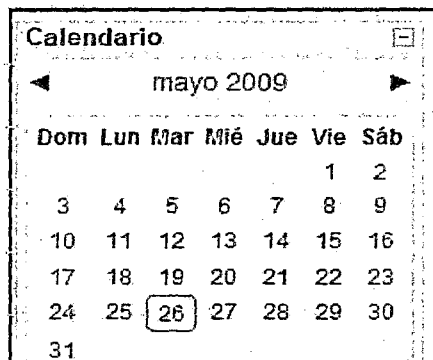 Calendario
mayo 2009
Dom Lun Mar Mié Jue Vie Sáb
1 2
3 4 5 6 7 8 9
10 11 12 13 14 15 16
17 18 19 20 21 22 23
24 25 26 27 28 29 30
31